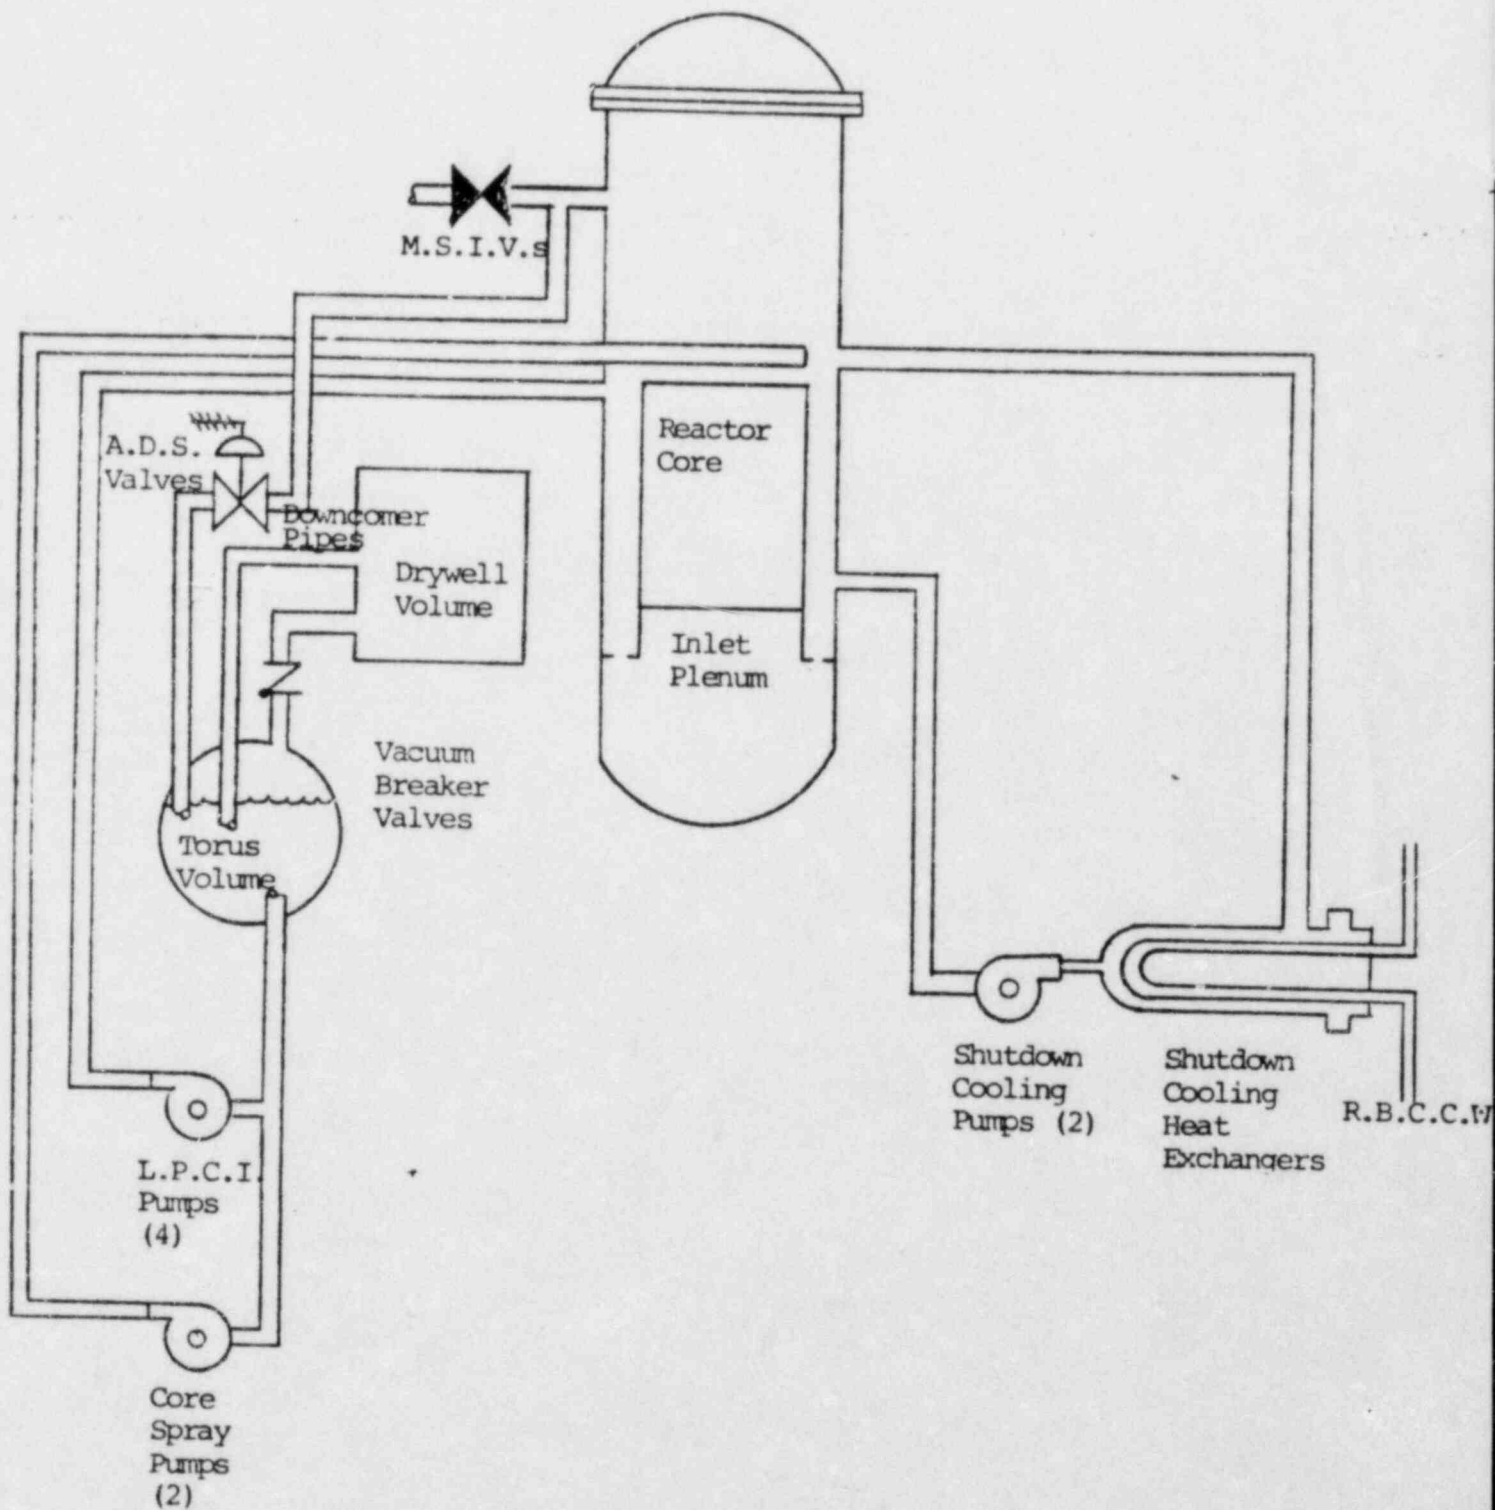 M.S.I.V.s
A.D.S.
Valves
Downcomer
Pipes
Reactor
Core
Drywell
Volume
Inlet
Plenum
Vacuum
Breaker
Valves
Torus
Volume
Shutdown
Cooling
Pumps (2)
Shutdown
Cooling
Heat
Exchangers
R.B.C.C.W
L.P.C.I.
Pumps
(4)
Core
Spray
Pumps
(2)